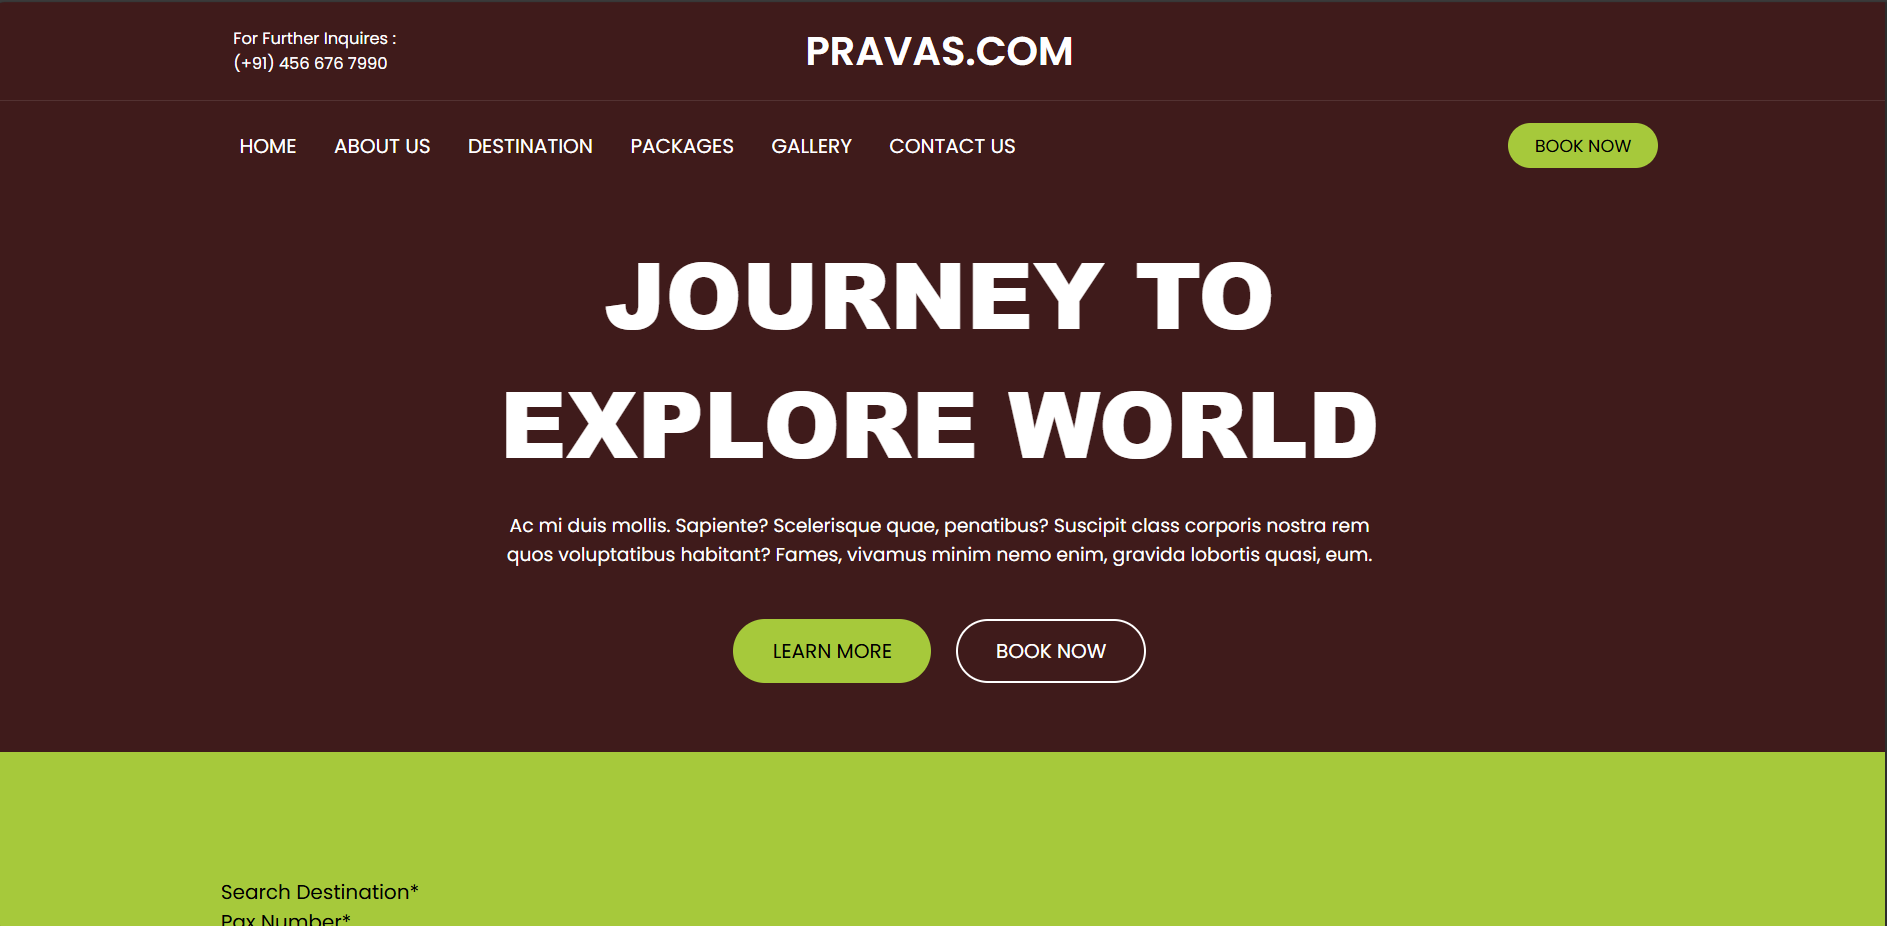 For Further Inquires :
(+91) 456 676 7990
PRAVAS.COM
HOME ABOUT US DESTINATION PACKAGES GALLERY CONTACT US BOOK NOW
JOURNEY TO
EXPLORE WORLD
Ac mi duis mollis. Sapiente? Scelerisque quae, penatibus? Suscipit class corporis nostra rem
quos voluptatibus habitant? Fames, vivamus minim nemo enim, gravida lobortis quasi, eum.
LEARN MORE BOOK NOW
Search Destination*
Pax Number*